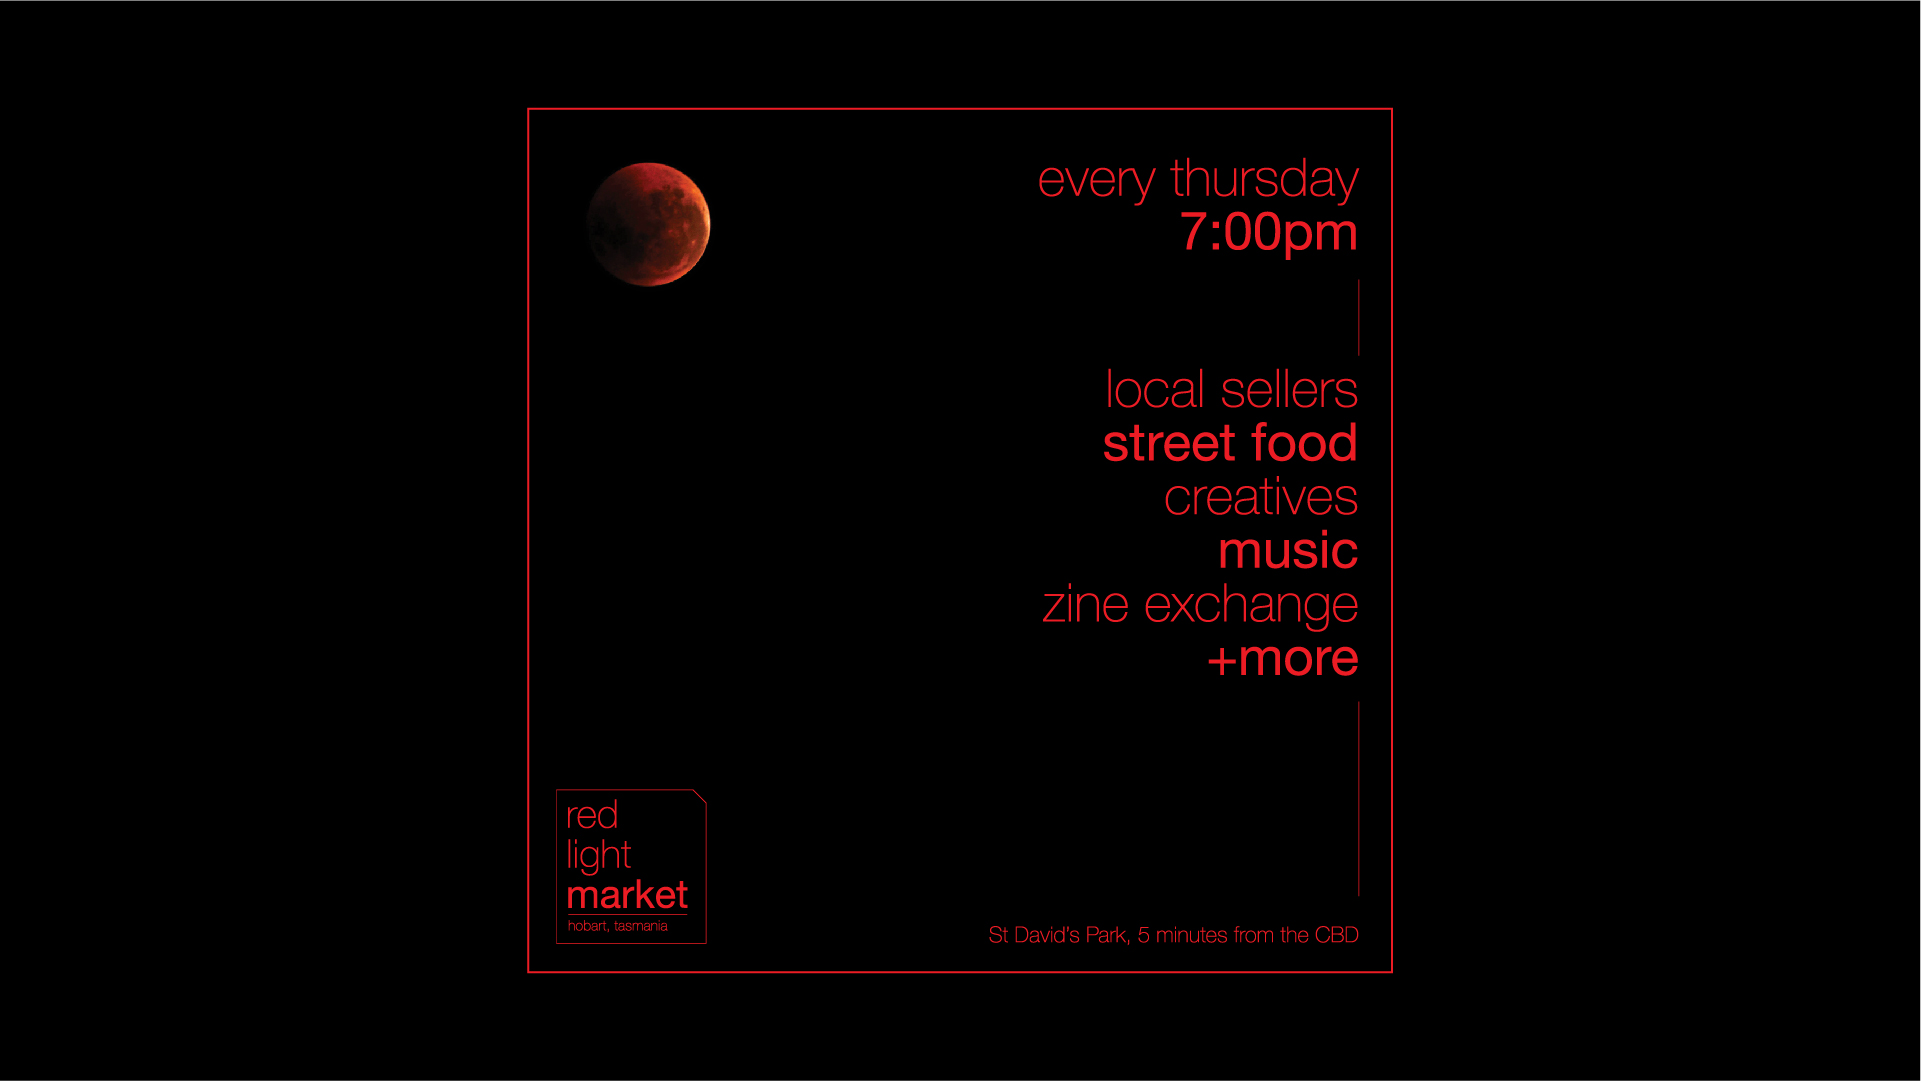 every thursday
7:00pm
local sellers
street food
creatives
music
zine exchange
+more
red
light
market
hobart, tasmania
St David's Park, 5 minutes from the CBD